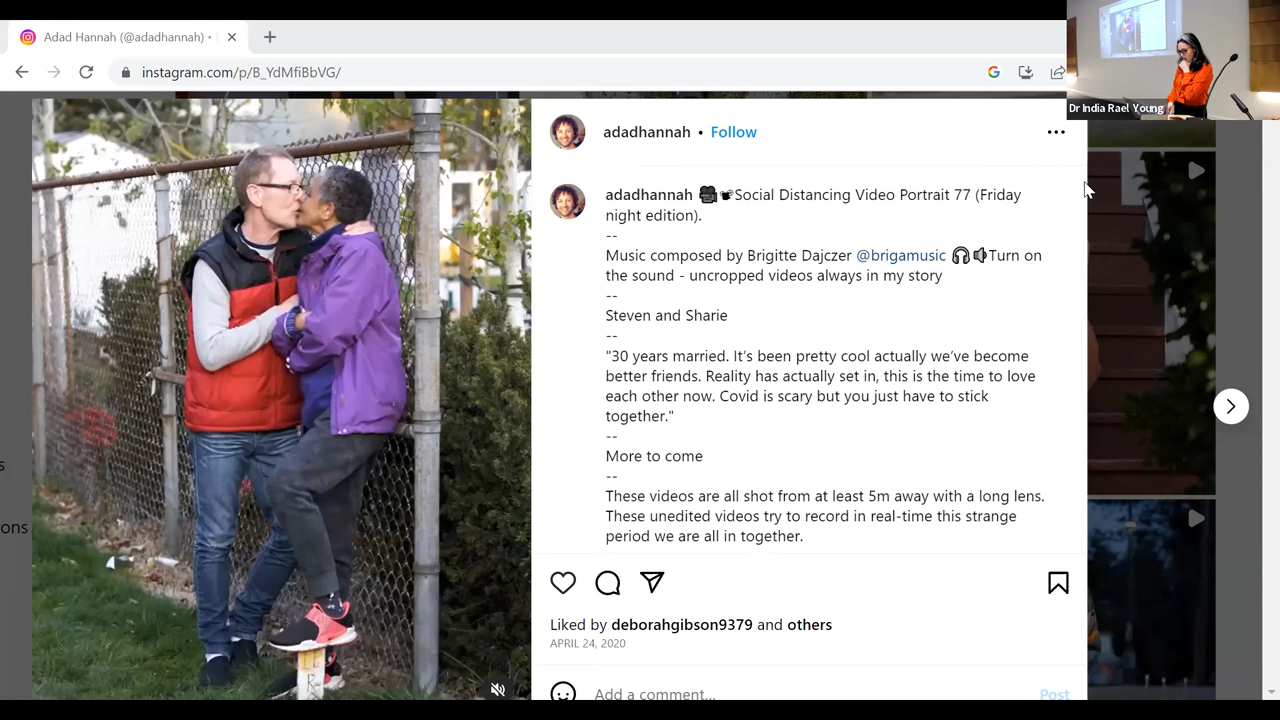 Adad Hannah (@adadhannah) •
instagram.com/p/B_YdMfiBbVG/
Dr India Rael Young
adadhannah • Follow
adadhannah 🎥📽Social Distancing Video Portrait 77 (Friday
night edition).
--
Music composed by Brigitte Dajczer @brigamusic 🎧🔊Turn on
the sound - uncropped videos always in my story
--
Steven and Sharie
--
"30 years married. It’s been pretty cool actually we’ve become
better friends. Reality has actually set in, this is the time to love
each other now. Covid is scary but you just have to stick
together."
--
More to come
--
These videos are all shot from at least 5m away with a long lens.
These unedited videos try to record in real-time this strange
period we are all in together.
s
ons
Liked by deborahgibson9379 and others
APRIL 24, 2020
Add a comment...
Post